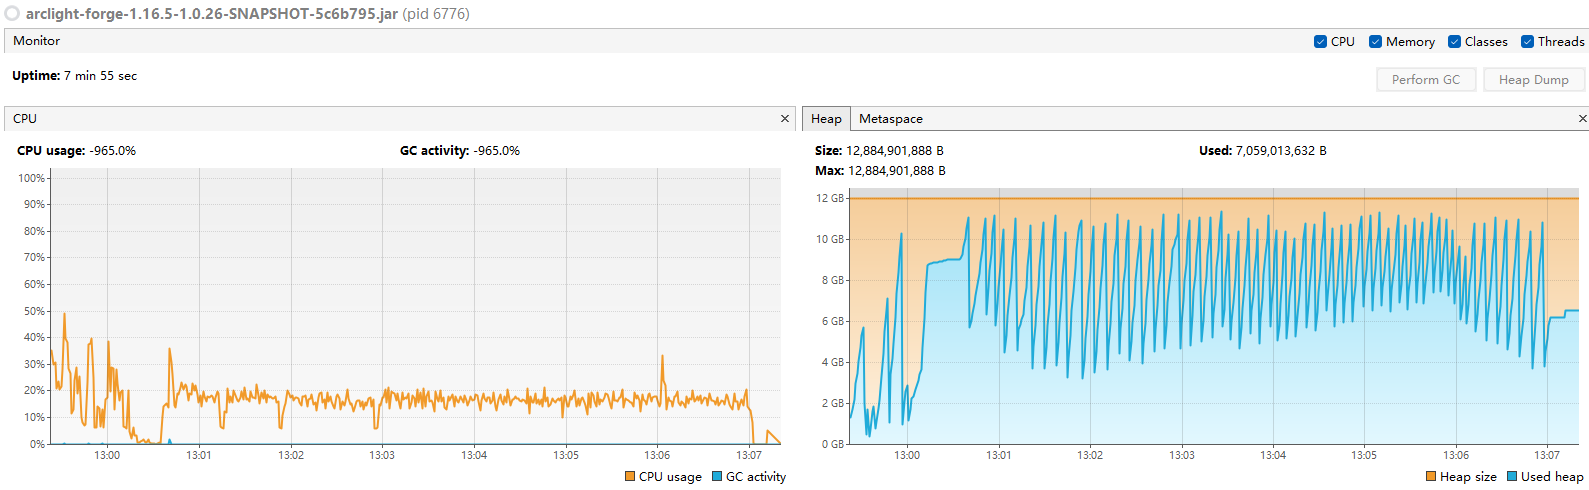 arclight-forge-1.16.5-1.0.26-SNAPSHOT-5c6b795.jar (pid 6776)
Monitor
CPU Memory Classes Threads
Uptime: 7 min 55 sec
Perform GC Heap Dump
CPU ×
CPU usage: -965.0% GC activity: -965.0%
100%
90%
80%
70%
60%
50%
40%
30%
20%
10%
0%
13:00 13:01 13:02 13:03 13:04 13:05 13:06 13:07
CPU usage GC activity
Heap Metaspace ×
Size: 12,884,901,888 B Used: 7,059,013,632 B
Max: 12,884,901,888 B
12 GB
10 GB
8 GB
6 GB
4 GB
2 GB
0 GB
13:00 13:01 13:02 13:03 13:04 13:05 13:06 13:07
Heap size Used heap